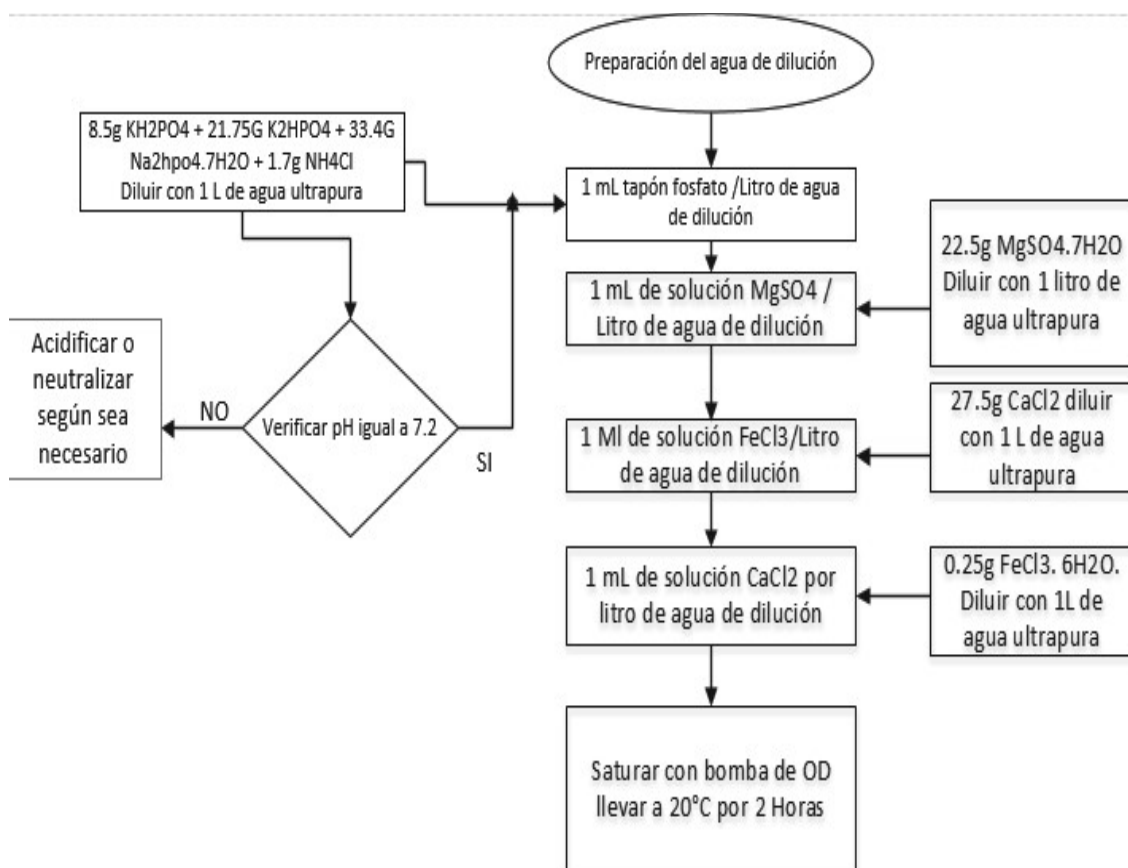 Preparación del agua de dilución
8.5g KH2PO4 + 21.75G K2HPO4 + 33.4G
Na2hpo4.7H2O + 1.7g NH4Cl
Diluir con 1 L de agua ultrapura
1 mL tapón fosfato /Litro de agua
de dilución
22.5g MgSO4.7H2O
Diluir con 1 litro de
agua ultrapura
1 mL de solución MgSO4 /
Litro de agua de dilución
Acidificar o
neutralizar
según sea
necesario
NO
Verificar pH igual a 7.2
SI
1 Ml de solución FeCl3/Litro
de agua de dilución
27.5g CaCl2 diluir
con 1 L de agua
ultrapura
1 mL de solución CaCl2 por
litro de agua de dilución
0.25g FeCl3. 6H2O.
Diluir con 1L de
agua ultrapura
Saturar con bomba de OD
llevar a 20°C por 2 Horas